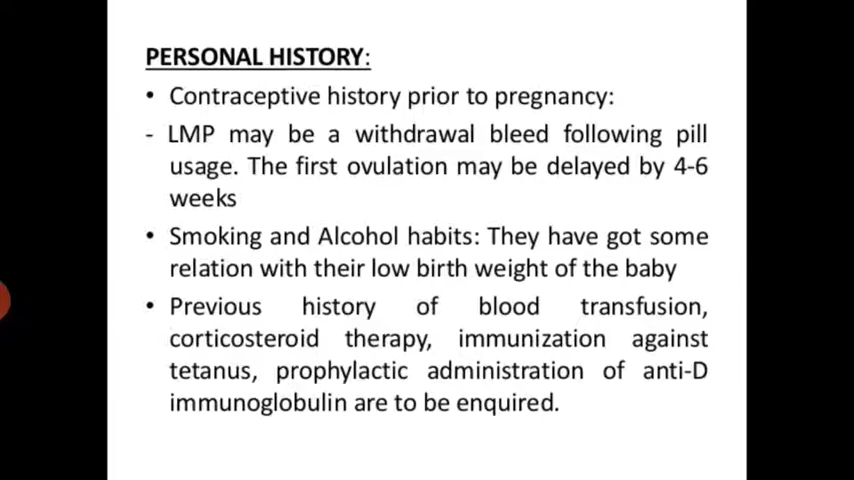 PERSONAL HISTORY:
• Contraceptive history prior to pregnancy:
- LMP may be a withdrawal bleed following pill
usage. The first ovulation may be delayed by 4-6
weeks
• Smoking and Alcohol habits: They have got some
relation with their low birth weight of the baby
• Previous history of blood transfusion,
corticosteroid therapy, immunization against
tetanus, prophylactic administration of anti-D
immunoglobulin are to be enquired.